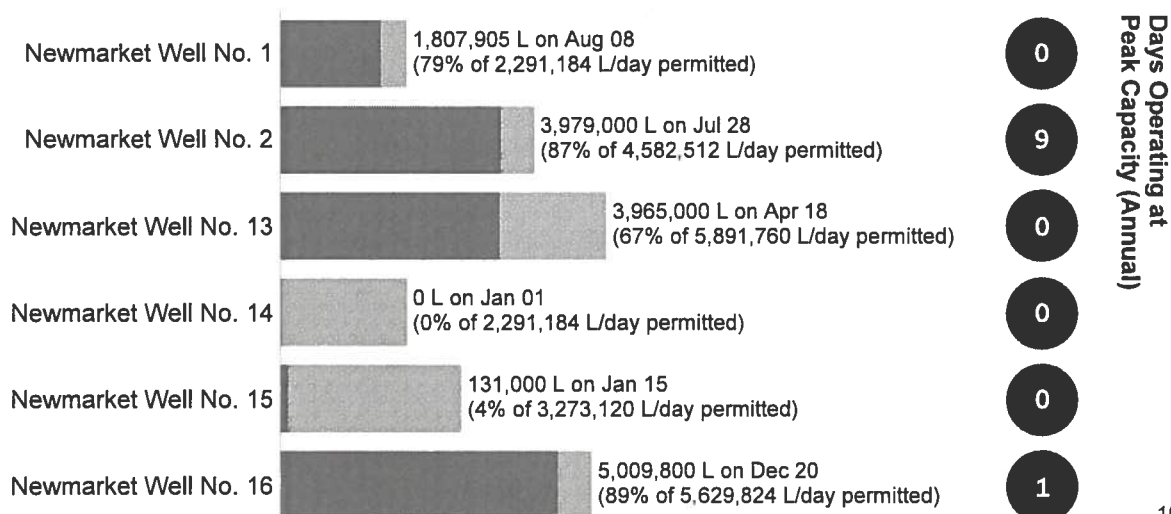 Newmarket Well No. 1
1,807,905 L on Aug 08
(79% of 2,291,184 L/day permitted)
0
Newmarket Well No. 2
3,979,000 L on Jul 28
(87% of 4,582,512 L/day permitted)
9
Newmarket Well No. 13
3,965,000 L on Apr 18
(67% of 5,891,760 L/day permitted)
0
Newmarket Well No. 14
0 L on Jan 01
(0% of 2,291,184 L/day permitted)
0
Newmarket Well No. 15
131,000 L on Jan 15
(4% of 3,273,120 L/day permitted)
0
Newmarket Well No. 16
5,009,800 L on Dec 20
(89% of 5,629,824 L/day permitted)
1
Days Operating at
Peak Capacity (Annual)